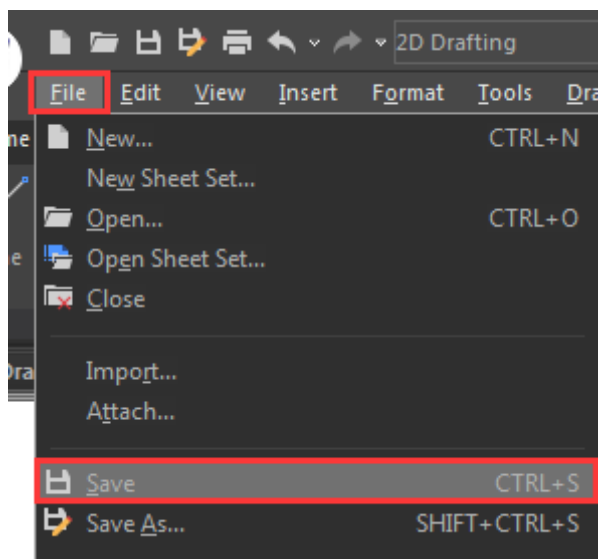 2D Drafting
File Edit View Insert Format Tools
New... CTRL+N
New Sheet Set...
Open... CTRL+O
Open Sheet Set...
Close
Import...
Attach...
Save CTRL+S
Save As... SHIFT+CTRL+S